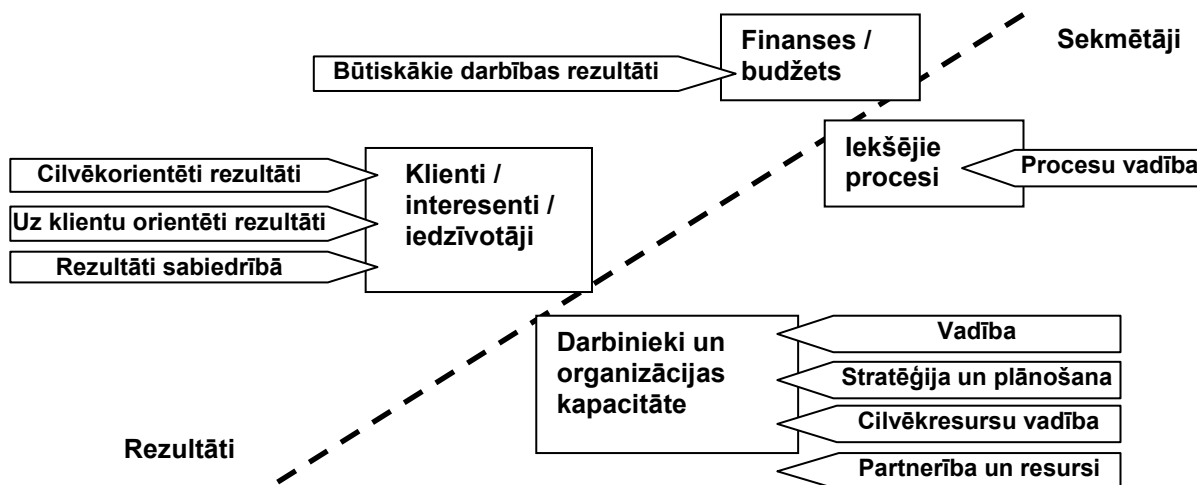 Finanses /
budžets
Sekmētāji
Būtiskākie darbības rezultāti
Iekšējie
procesi
Procesu vadība
Cilvēkorientēti rezultāti
Uz klientu orientēti rezultāti
Rezultāti sabiedrībā
Klienti /
interesenti /
iedzīvotāji
Darbinieki un
organizācijas
kapacitāte
Vadība
Stratēģija un plānošana
Cilvēkresursu vadība
Partnerība un resursi
Rezultāti